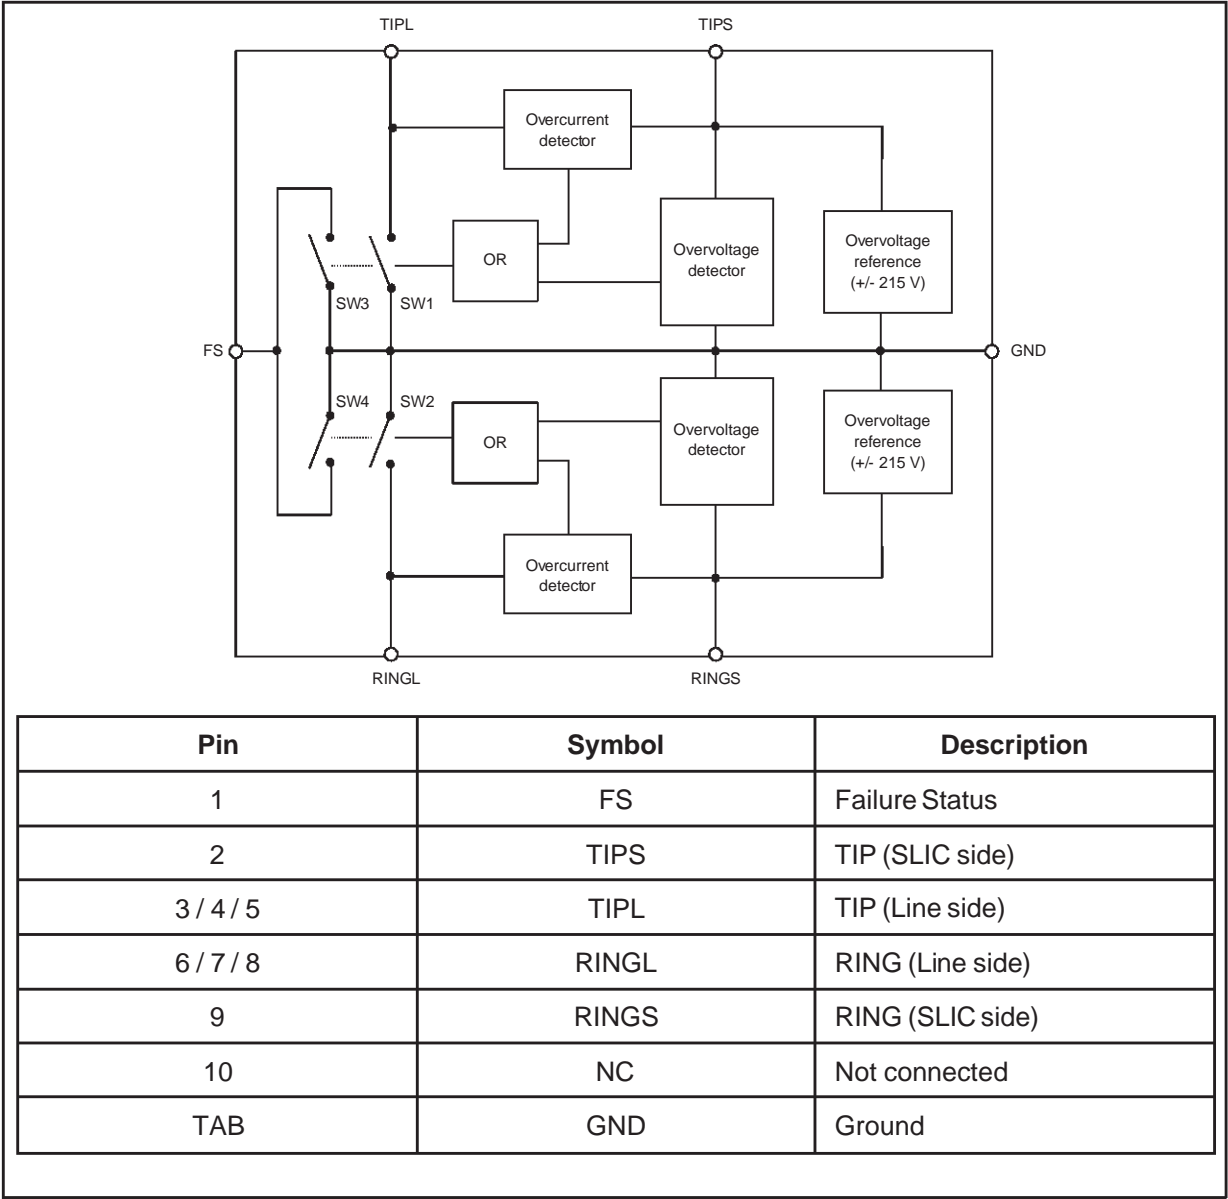 TIPL
TIPS
Overcurrent
detector
OR
Overvoltage
detector
Overvoltage
reference
(+/- 215 V)
SW3
SW1
FS
GND
SW4
SW2
OR
Overvoltage
detector
Overvoltage
reference
(+/- 215 V)
Overcurrent
detector
RINGL
RINGS
Pin Symbol Description
1 FS Failure Status
2 TIPS TIP (SLIC side)
3 / 4 / 5 TIPL TIP (Line side)
6 / 7 / 8 RINGL RING (Line side)
9 RINGS RING (SLIC side)
10 NC Not connected
TAB GND Ground